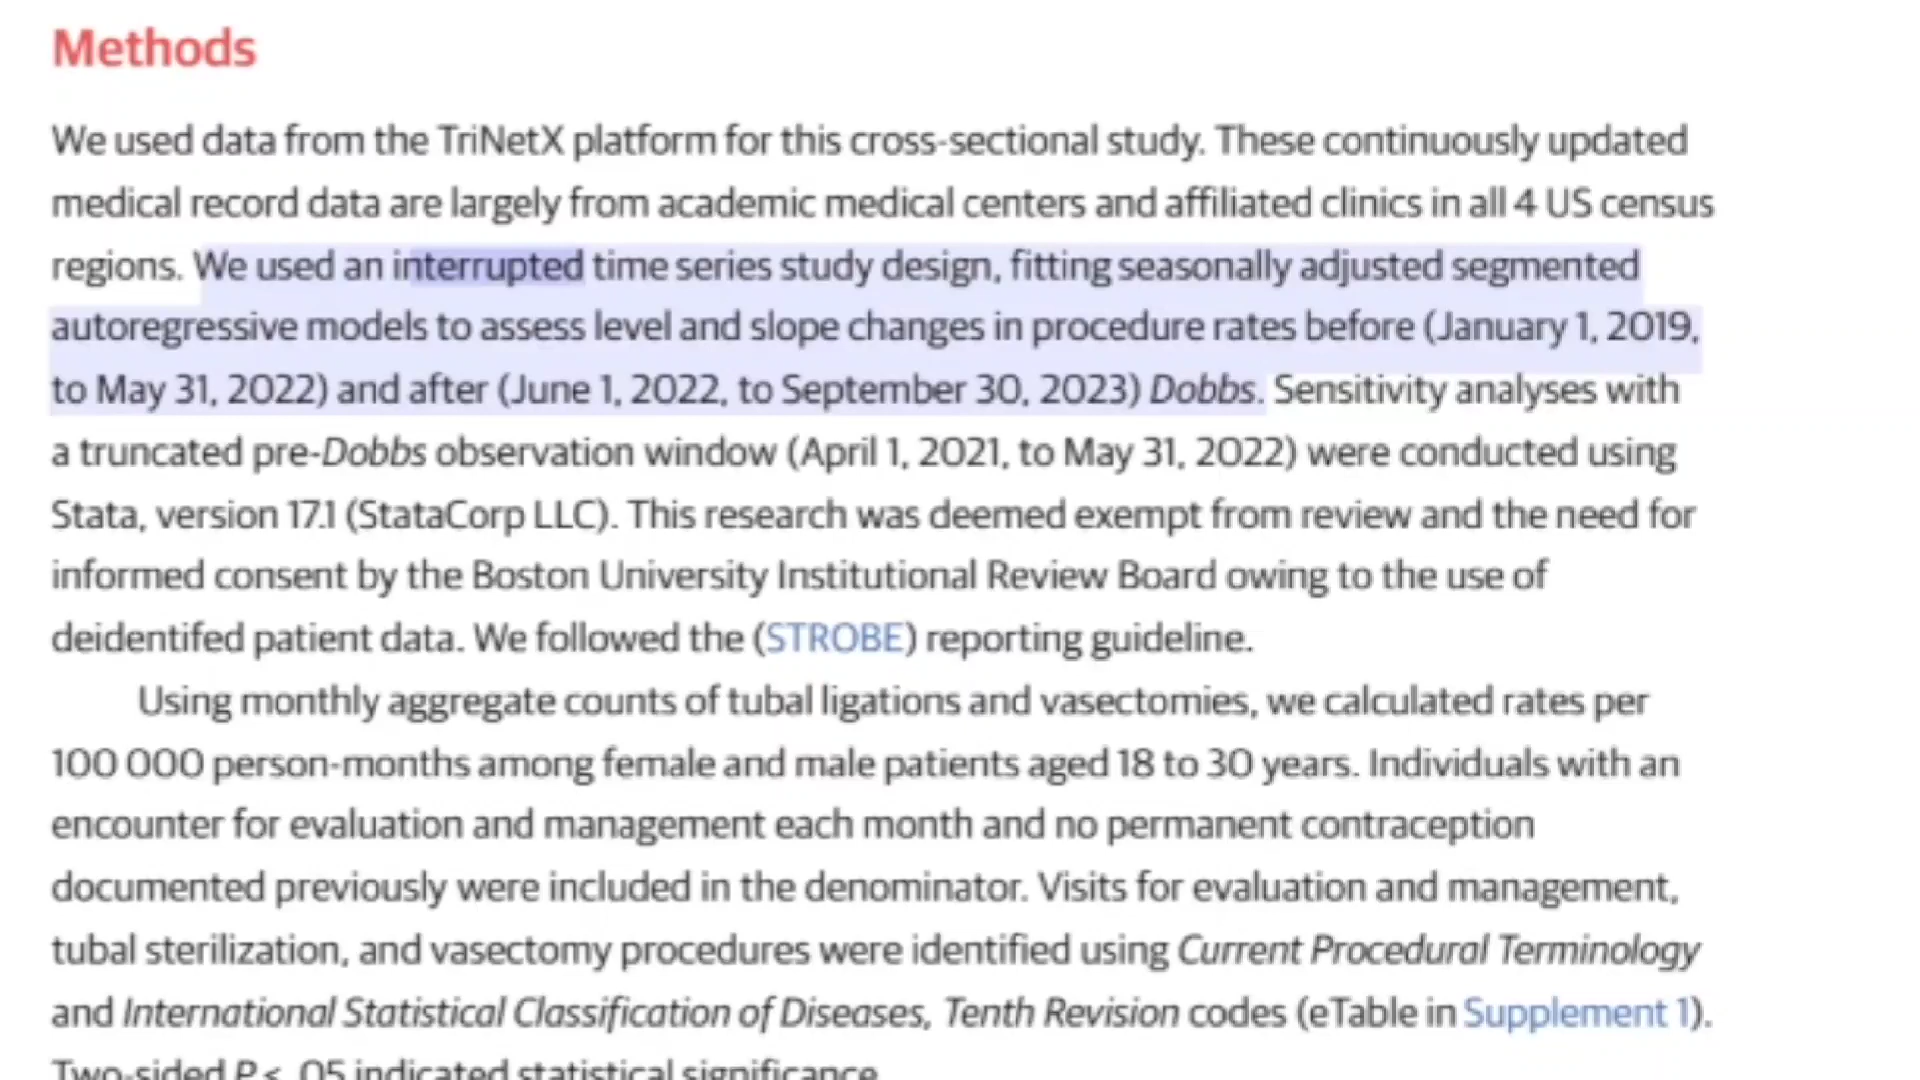 Methods
We used data from the TriNetX platform for this cross-sectional study. These continuously updated
medical record data are largely from academic medical centers and affiliated clinics in all 4 US census
regions. We used an interrupted time series study design, fitting seasonally adjusted segmented
autoregressive models to assess level and slope changes in procedure rates before (January 1, 2019,
to May 31, 2022) and after (June 1, 2022, to September 30, 2023) Dobbs. Sensitivity analyses with
a truncated pre-Dobbs observation window (April 1, 2021, to May 31, 2022) were conducted using
Stata, version 17.1 (StataCorp LLC). This research was deemed exempt from review and the need for
informed consent by the Boston University Institutional Review Board owing to the use of
deidentifed patient data. We followed the (STROBE) reporting guideline.
Using monthly aggregate counts of tubal ligations and vasectomies, we calculated rates per
100 000 person-months among female and male patients aged 18 to 30 years. Individuals with an
encounter for evaluation and management each month and no permanent contraception
documented previously were included in the denominator. Visits for evaluation and management,
tubal sterilization, and vasectomy procedures were identified using Current Procedural Terminology
and International Statistical Classification of Diseases, Tenth Revision codes (eTable in Supplement 1).
Two-sided P < .05 indicated statistical significance.